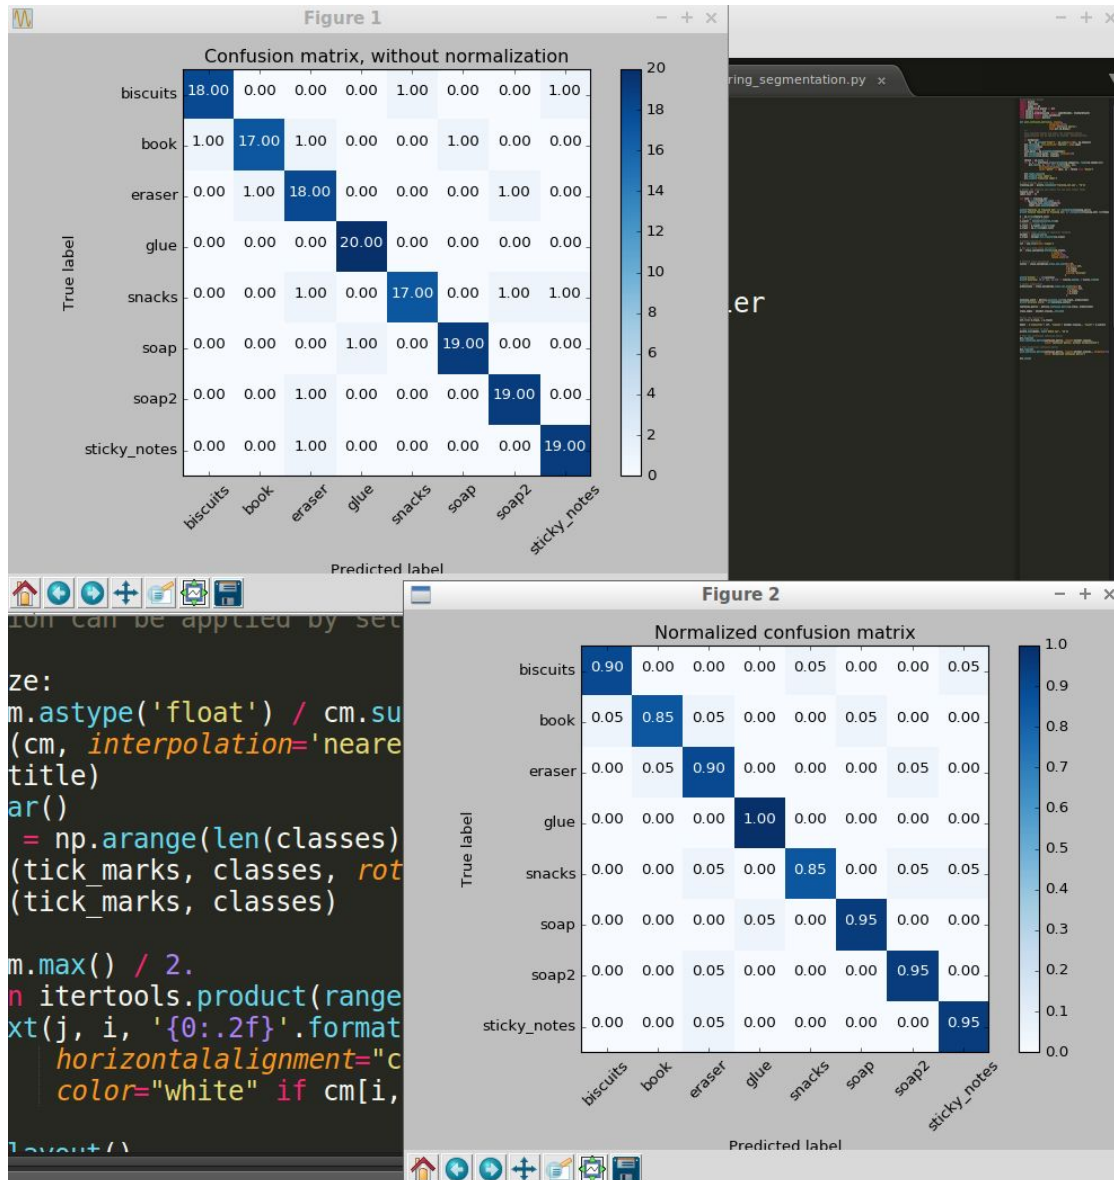 Figure 1
Confusion matrix, without normalization
biscuits 18.00 0.00 0.00 0.00 1.00 0.00 0.00 1.00
book 1.00 17.00 1.00 0.00 0.00 1.00 0.00 0.00
eraser 0.00 1.00 18.00 0.00 0.00 0.00 1.00 0.00
glue 0.00 0.00 0.00 20.00 0.00 0.00 0.00 0.00
snacks 0.00 0.00 1.00 0.00 17.00 0.00 1.00 1.00
soap 0.00 0.00 0.00 1.00 0.00 19.00 0.00 0.00
soap2 0.00 0.00 1.00 0.00 0.00 0.00 19.00 0.00
sticky_notes 0.00 0.00 1.00 0.00 0.00 0.00 0.00 19.00
True label
biscuits book eraser glue snacks soap soap2 sticky_notes
Predicted label
20
18
16
14
12
10
8
6
4
2
0
ring_segmentation.py x
er
ion can be applied by set
ze:
m.astype('float') / cm.su
(cm, interpolation='neare
title)
ar()
= np.arange(len(classes)
(tick_marks, classes, rot
(tick_marks, classes)
m.max() / 2.
n itertools.product(range
xt(j, i, '{0:.2f}'.format
horizontalalignment="c
color="white" if cm[i,
layout()
Figure 2
Normalized confusion matrix
biscuits 0.90 0.00 0.00 0.00 0.05 0.00 0.00 0.05
book 0.05 0.85 0.05 0.00 0.00 0.05 0.00 0.00
eraser 0.00 0.05 0.90 0.00 0.00 0.00 0.05 0.00
glue 0.00 0.00 0.00 1.00 0.00 0.00 0.00 0.00
snacks 0.00 0.00 0.05 0.00 0.85 0.00 0.05 0.05
soap 0.00 0.00 0.00 0.05 0.00 0.95 0.00 0.00
soap2 0.00 0.00 0.05 0.00 0.00 0.00 0.95 0.00
sticky_notes 0.00 0.00 0.05 0.00 0.00 0.00 0.00 0.95
True label
biscuits book eraser glue snacks soap soap2 sticky_notes
Predicted label
1.0
0.9
0.8
0.7
0.6
0.5
0.4
0.3
0.2
0.1
0.0